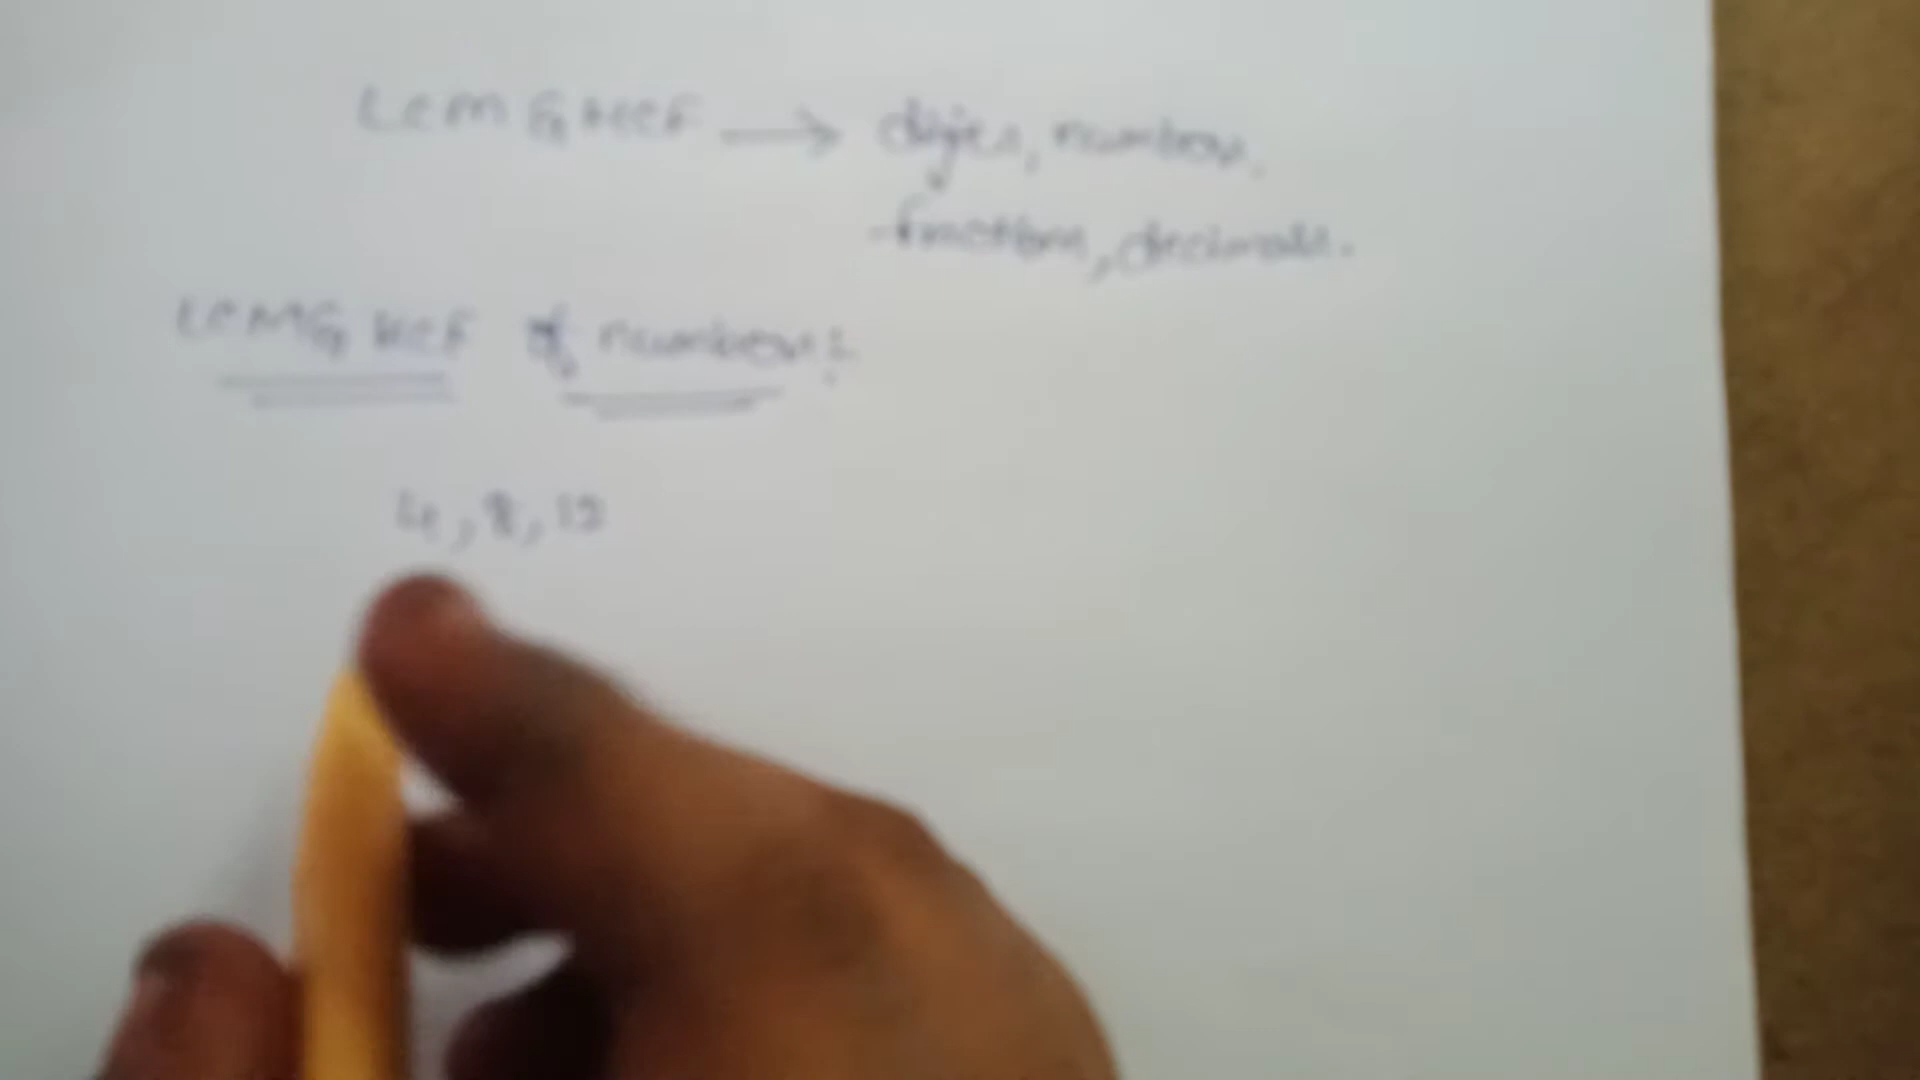 LCM & HCF → digits, numbers,
fractions, decimals.
LCM & HCF of numbers:
4, 8, 12